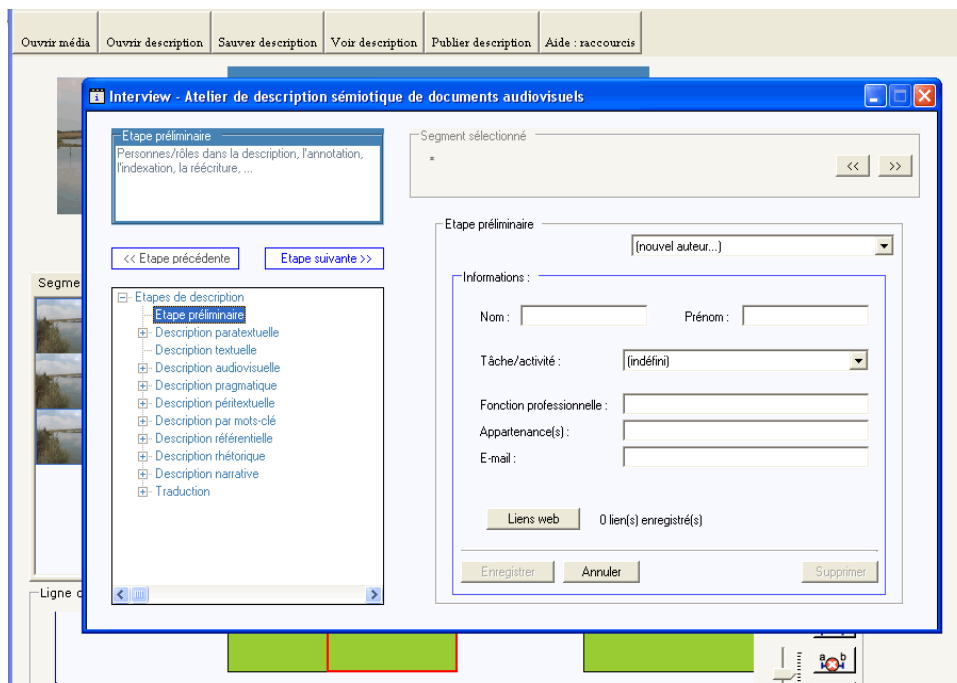 Ouvrir média
Ouvrir description
Sauver description
Voir description
Publier description
Aide : raccourcis
Interview - Atelier de description sémiotique de documents audiovisuels
Etape préliminaire
Personnes/rôles dans la description, l'annotation,
l'indexation, la réécriture, ...
Segment sélectionné
*
<<
>>
<< Etape précédente
Etape suivante >>
Etapes de description
Etape préliminaire
Description paratextuelle
Description textuelle
Description audiovisuelle
Description pragmatique
Description péritextuelle
Description par mots-clé
Description référentielle
Description rhétorique
Description narrative
Traduction
Etape préliminaire
(nouvel auteur...)
Informations :
Nom :
Prénom :
Tâche/activité :
(indéfini)
Fonction professionnelle :
Appartenance(s) :
E-mail :
Liens web
0 lien(s) enregistré(s)
Enregistrer
Annuler
Supprimer
Segme
Ligne
a b